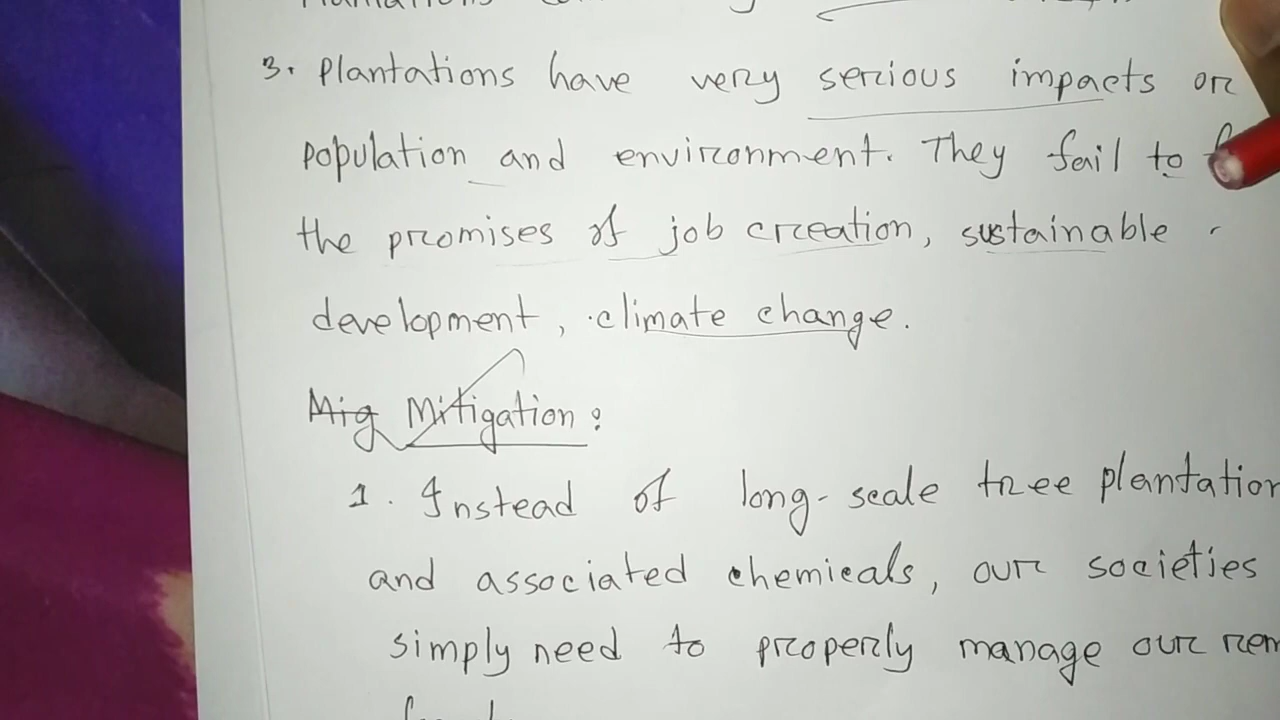 3. Plantations have very serious impacts or
population and environment. They fail to
the promises of job creation, sustainable
development, climate change.
Mig Mitigation:
1. Instead of long-scale tree plantation
and associated chemicals, our societies
simply need to properly manage our rem